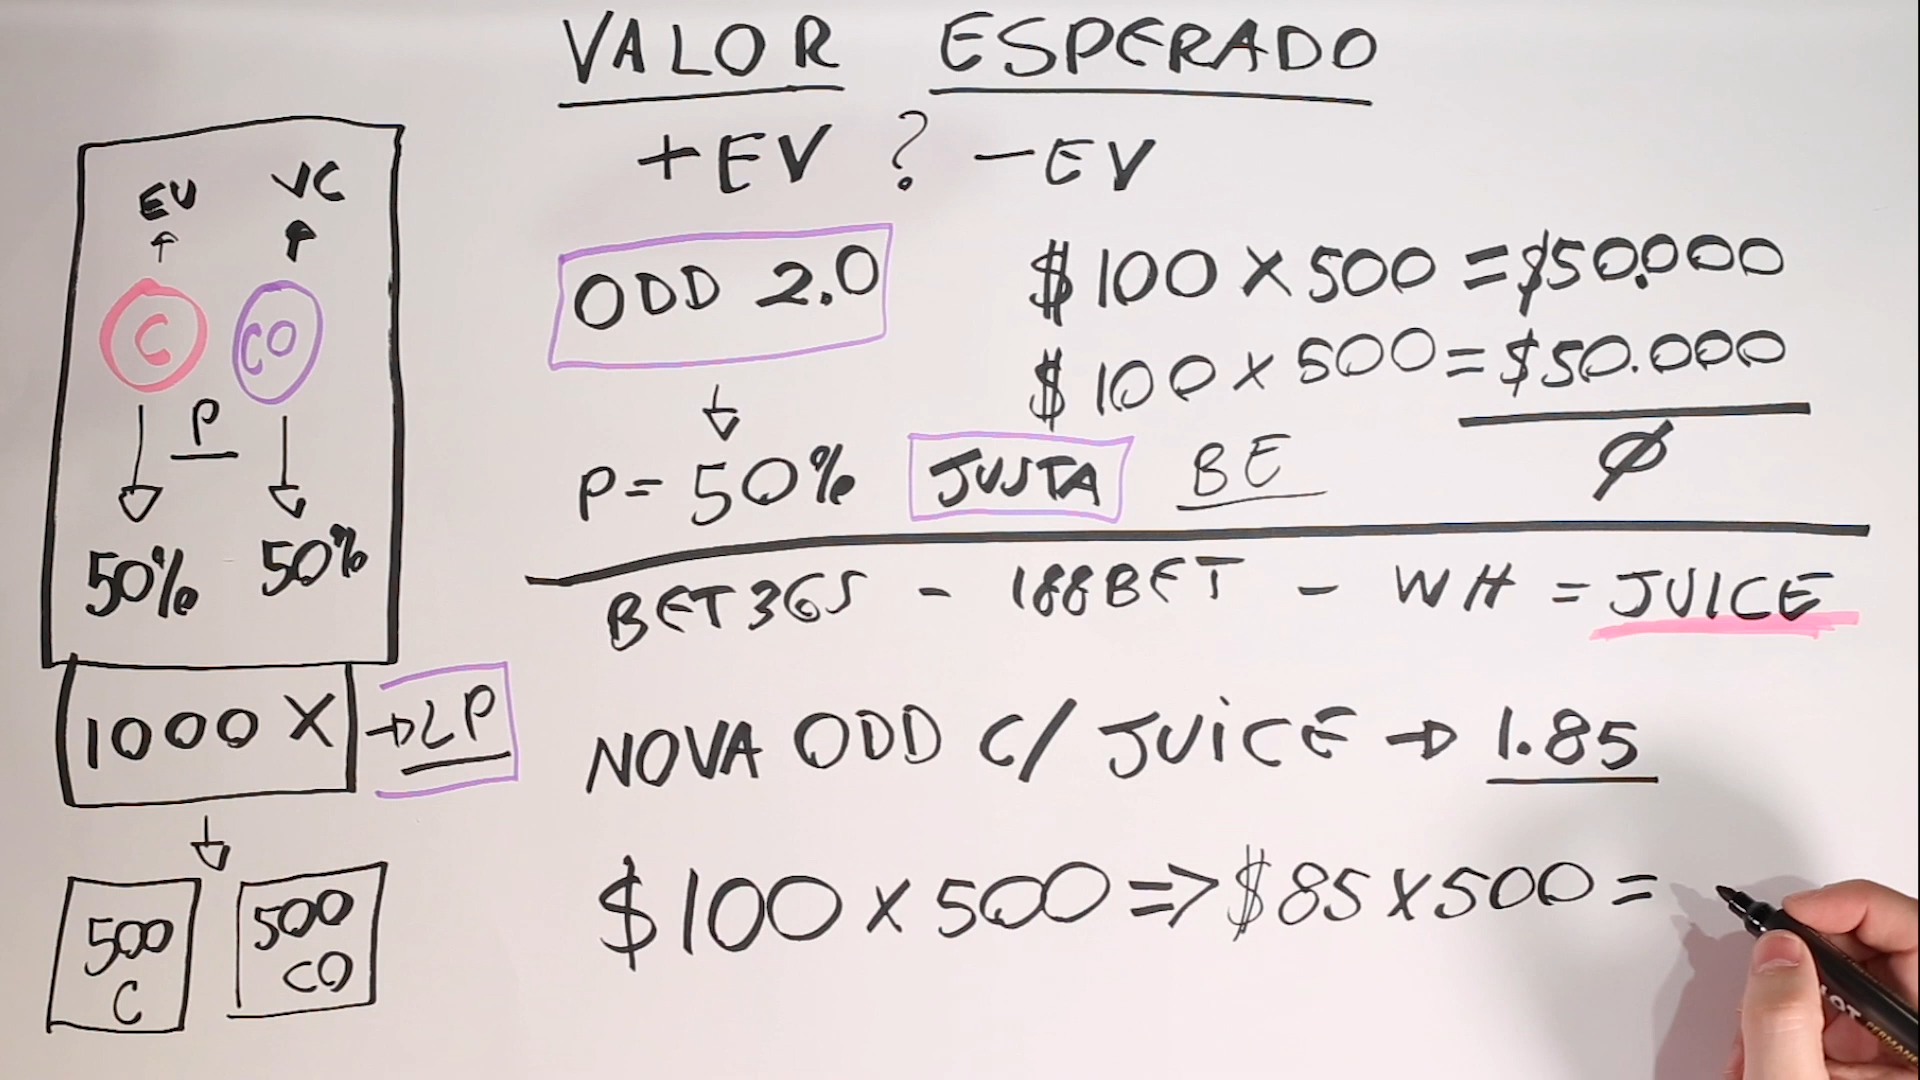 VALOR ESPERADO
+EV ? -EV
EU VC
C CO
P
50% 50%
1000 X → LP
500 C
500 CO
ODD 2.0
P = 50% JUSTA BE
$100 X 500 = $50.000
$100 X 500 = $50.000
Ø
BET365 - 188BET - WH = JUICE
NOVA ODD C/ JUICE → 1.85
$100 X 500 => $85 X 500 =